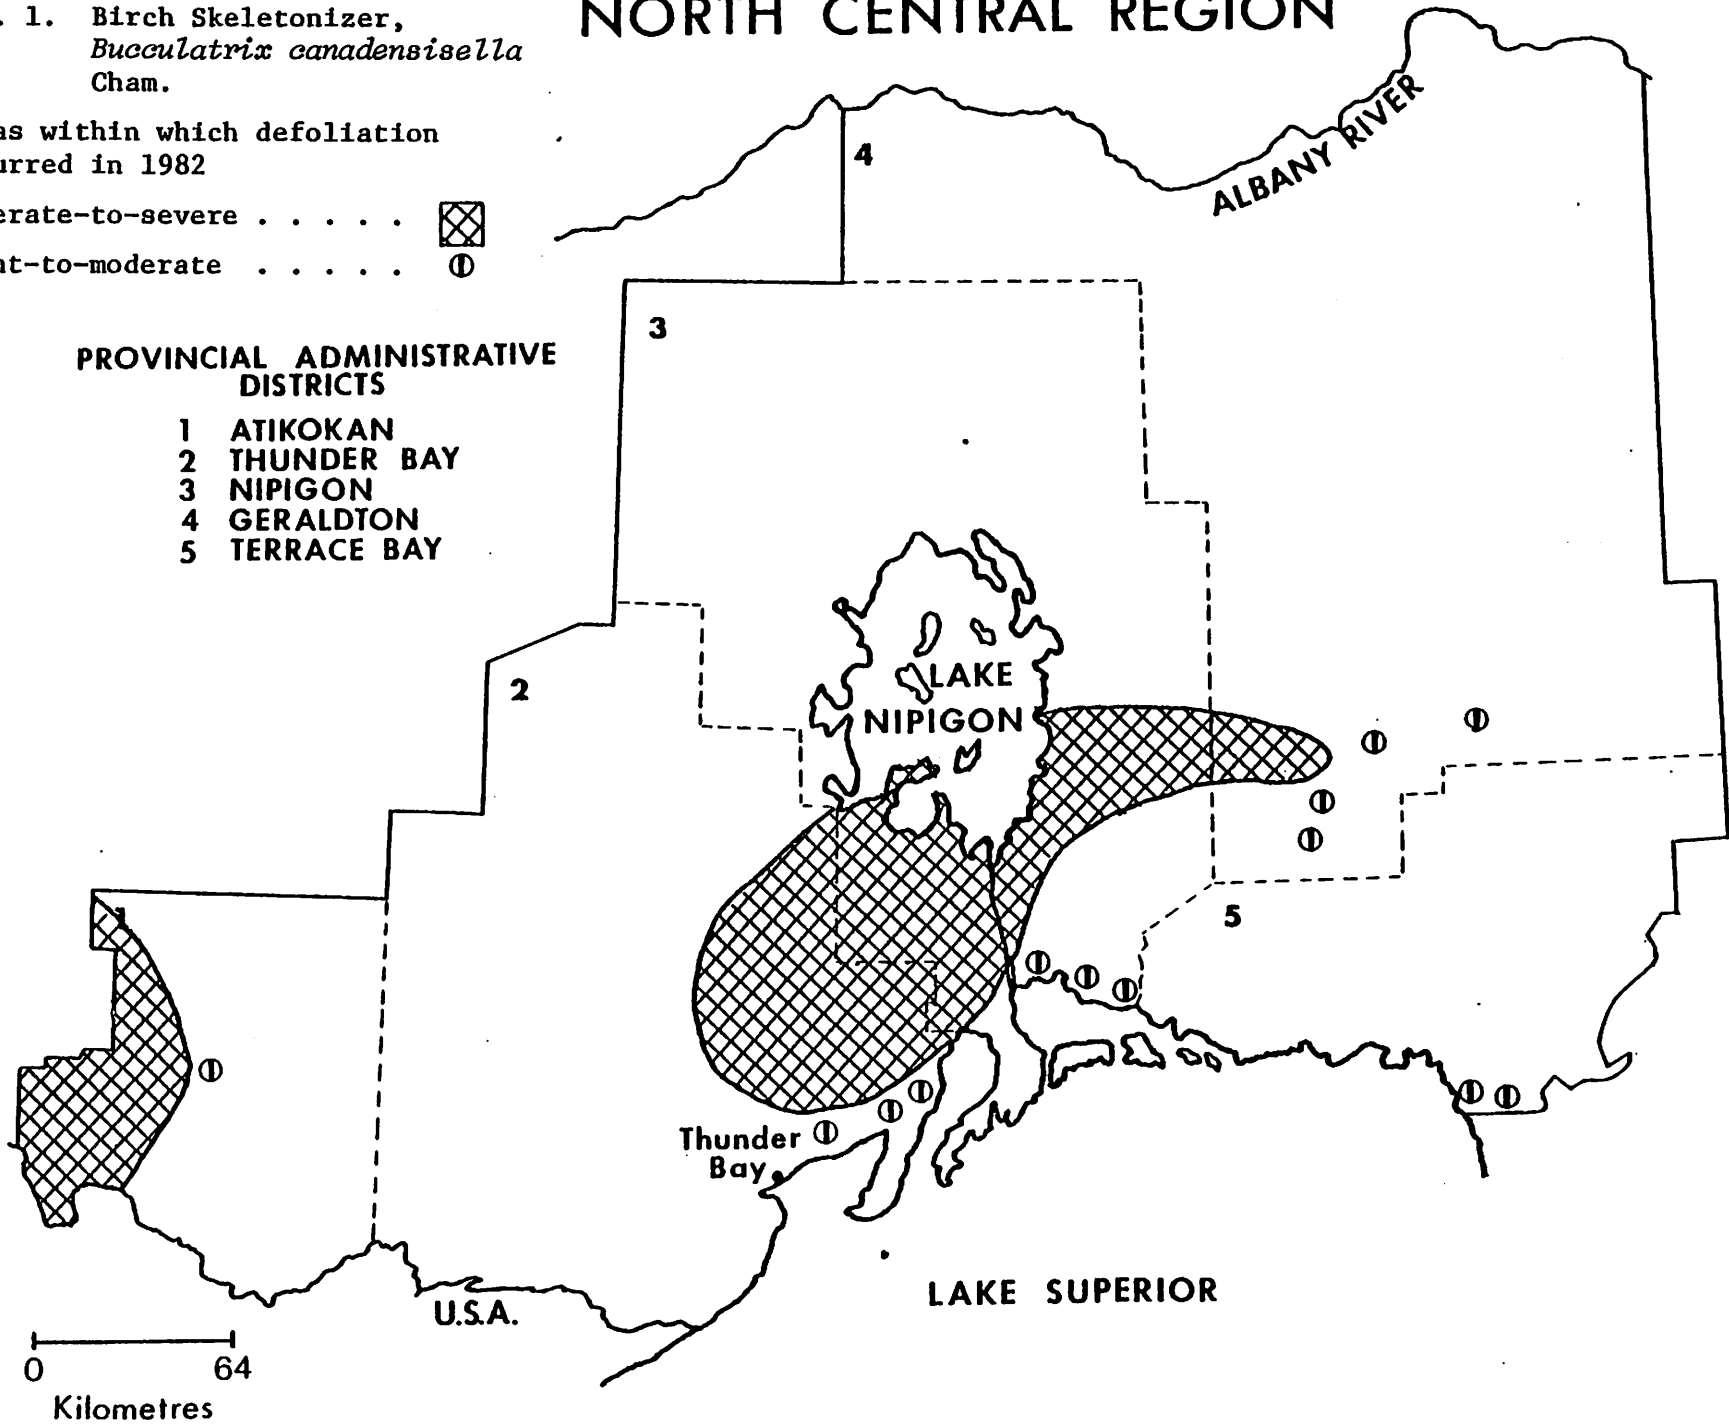 NORTH CENTRAL REGION
. 1. Birch Skeletonizer,
Bucculatrix canadensisella
Cham.
as within which defoliation
urred in 1982
erate-to-severe . . . . .
ht-to-moderate . . . . .
PROVINCIAL ADMINISTRATIVE
DISTRICTS
1 ATIKOKAN
2 THUNDER BAY
3 NIPIGON
4 GERALDTON
5 TERRACE BAY
ALBANY RIVER
4
3
2
LAKE
NIPIGON
1
5
Thunder
Bay
LAKE SUPERIOR
U.S.A.
0 64
Kilometres